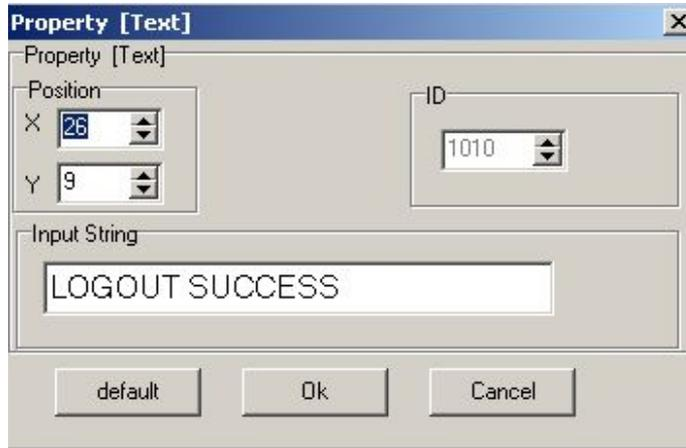 Property [Text]
Property [Text]
Position
X 26
Y 9
ID
1010
Input String
LOGOUT SUCCESS
default Ok Cancel